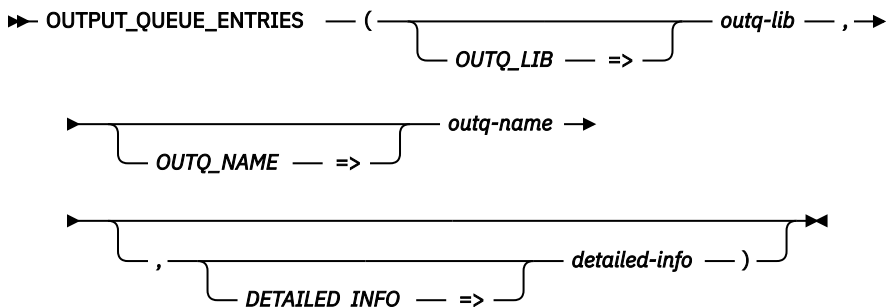 OUTPUT_QUEUE_ENTRIES ( outq-lib ,
OUTQ_LIB =>
outq-name
OUTQ_NAME =>
, detailed-info )
DETAILED_INFO =>